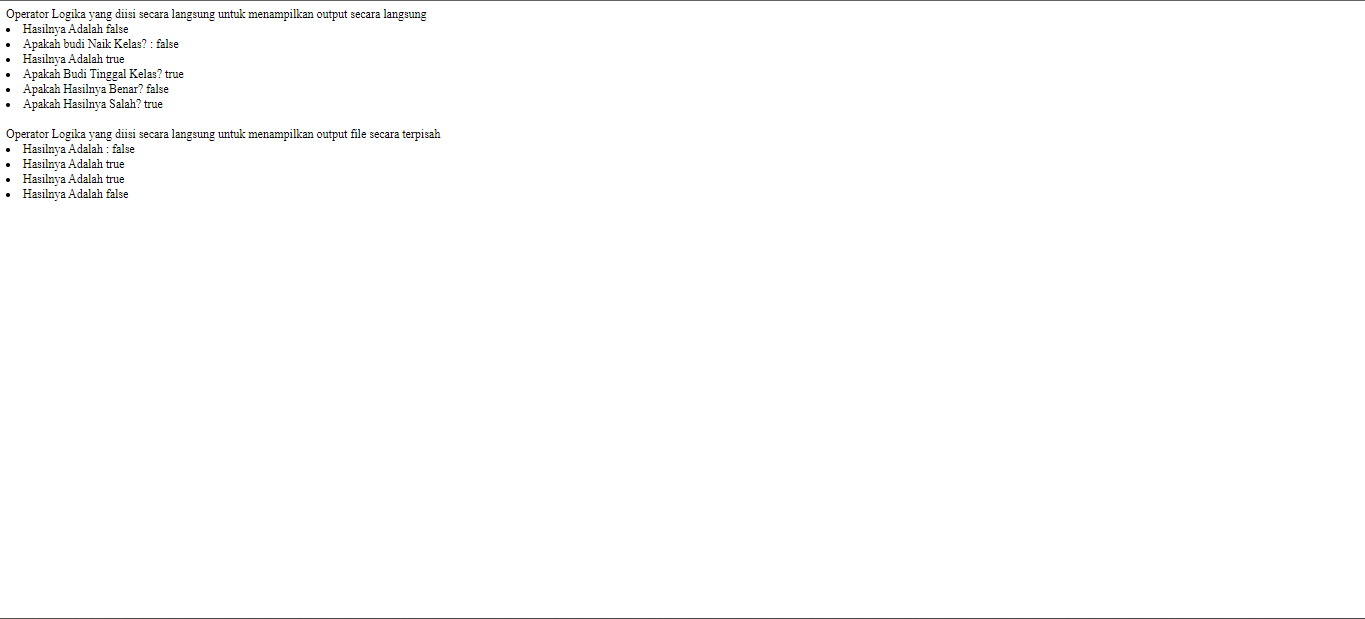 Operator Logika yang diisi secara langsung untuk menampilkan output secara langsung
• Hasilnya Adalah false
• Apakah budi Naik Kelas? : false
• Hasilnya Adalah true
• Apakah Budi Tinggal Kelas? true
• Apakah Hasilnya Benar? false
• Apakah Hasilnya Salah? true
Operator Logika yang diisi secara langsung untuk menampilkan output file secara terpisah
• Hasilnya Adalah : false
• Hasilnya Adalah true
• Hasilnya Adalah true
• Hasilnya Adalah false